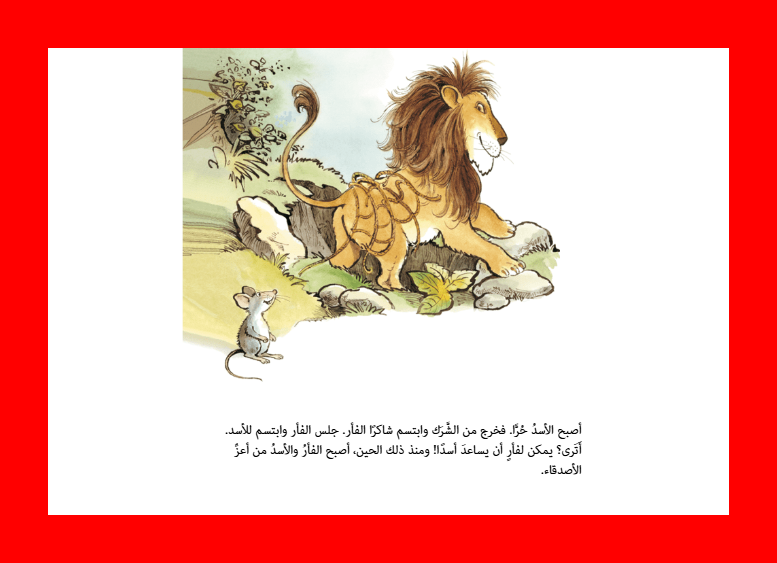 أصبح الأسدُ حُرًّا. فخرج من الشَّرَك وابتسم شاكرًا الفأر. جلس الفأر وابتسم للأسد.
أَتَرى؟ يمكن لفأرٍ أن يساعدَ أسدًا! ومنذ ذلك الحين، أصبح الفأرُ والأسدُ من أعزِّ
الأصدقاء.